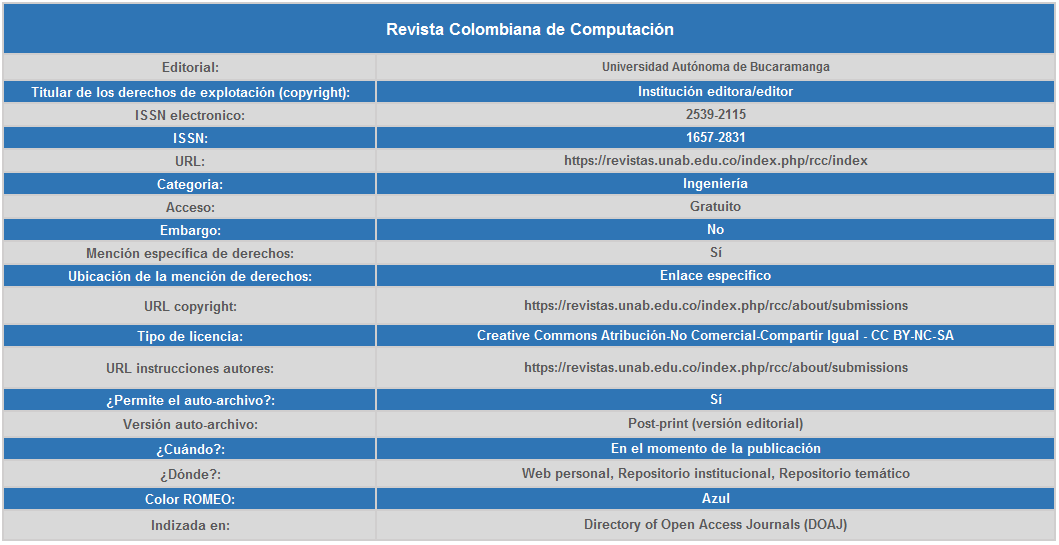 Revista Colombiana de Computación
Editorial: Universidad Autónoma de Bucaramanga
Titular de los derechos de explotación (copyright): Institución editora/editor
ISSN electronico: 2539-2115
ISSN: 1657-2831
URL: https://revistas.unab.edu.co/index.php/rcc/index
Categoria: Ingeniería
Acceso: Gratuito
Embargo: No
Mención específica de derechos: Sí
Ubicación de la mención de derechos: Enlace especifico
URL copyright: https://revistas.unab.edu.co/index.php/rcc/about/submissions
Tipo de licencia: Creative Commons Atribución-No Comercial-Compartir Igual - CC BY-NC-SA
URL instrucciones autores: https://revistas.unab.edu.co/index.php/rcc/about/submissions
¿Permite el auto-archivo?: Sí
Versión auto-archivo: Post-print (versión editorial)
¿Cuándo?: En el momento de la publicación
¿Dónde?: Web personal, Repositorio institucional, Repositorio temático
Color ROMEO: Azul
Indizada en: Directory of Open Access Journals (DOAJ)